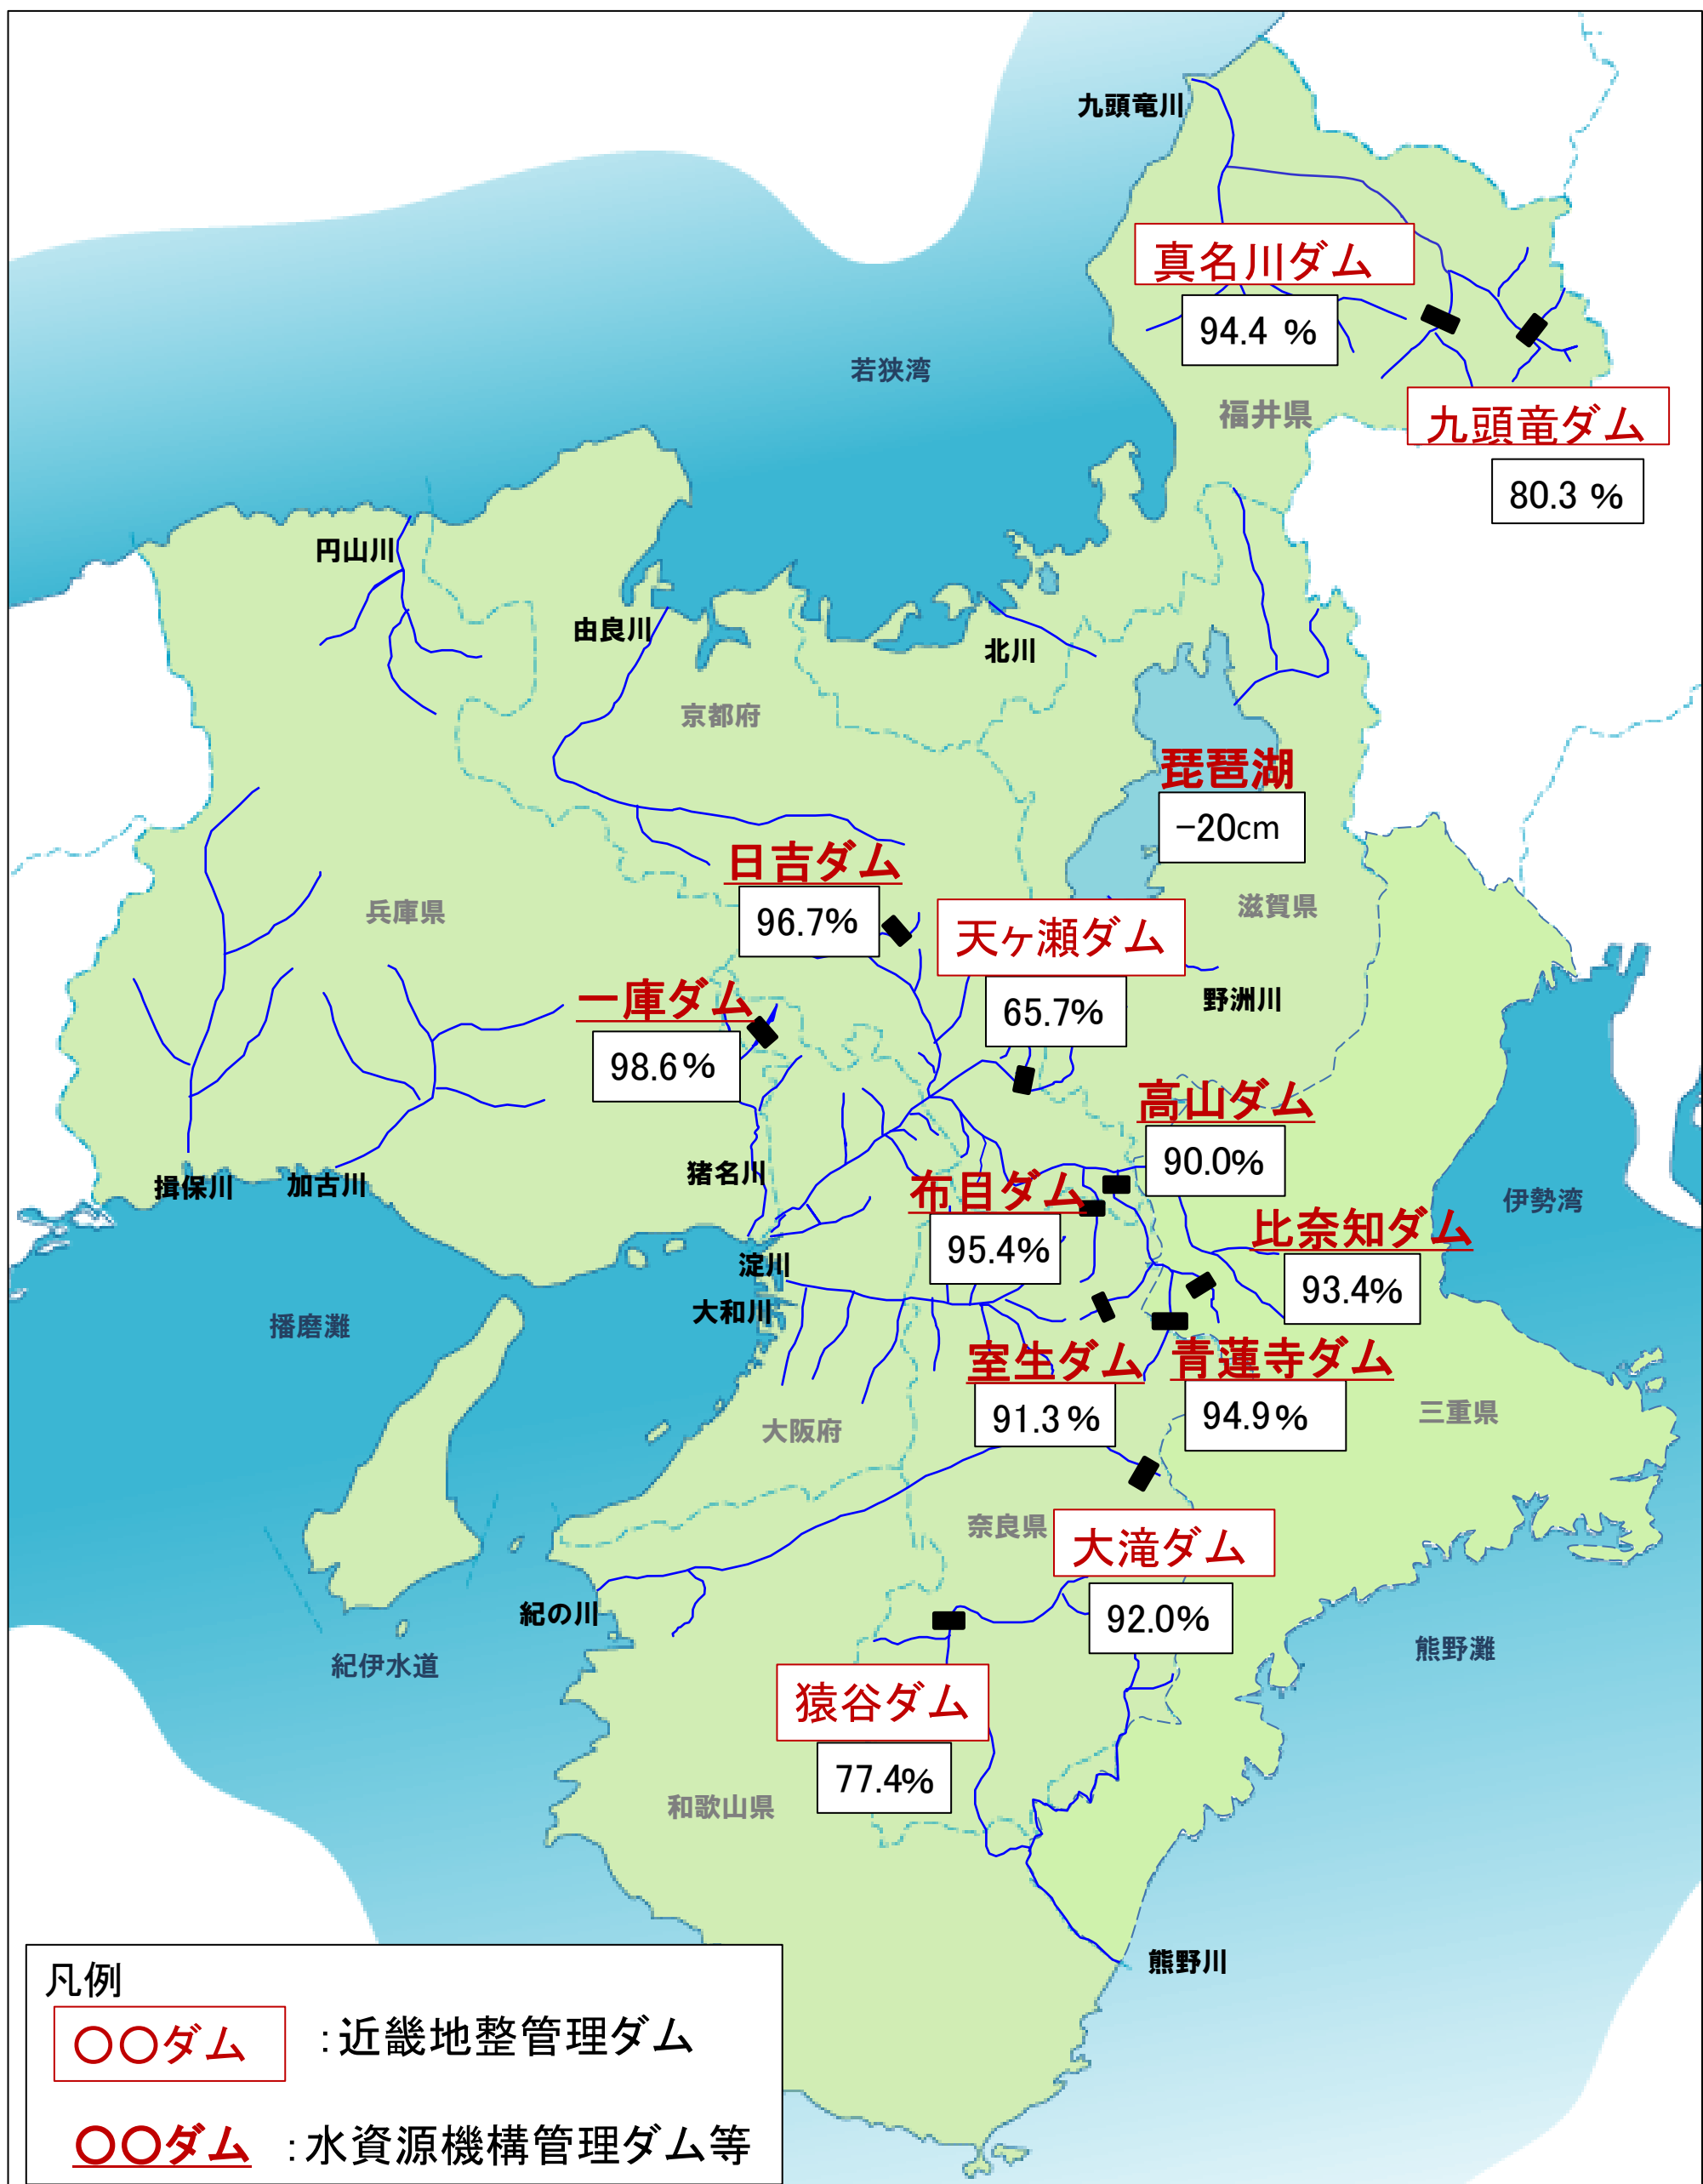 九頭竜川
真名川ダム
94.4 %
若狭湾
福井県
九頭竜ダム
80.3 %
円山川
由良川
北川
京都府
琵琶湖
-20cm
日吉ダム
96.7%
兵庫県
滋賀県
天ヶ瀬ダム
65.7%
野洲川
一庫ダム
98.6%
高山ダム
90.0%
猪名川
揖保川
加古川
布目ダム
95.4%
伊勢湾
比奈知ダム
93.4%
淀川
大和川
播磨灘
室生ダム
91.3%
青蓮寺ダム
94.9%
三重県
大阪府
奈良県
大滝ダム
92.0%
紀の川
紀伊水道
熊野灘
猿谷ダム
77.4%
和歌山県
熊野川
凡例
〇〇ダム :近畿地整管理ダム
〇〇ダム :水資源機構管理ダム等